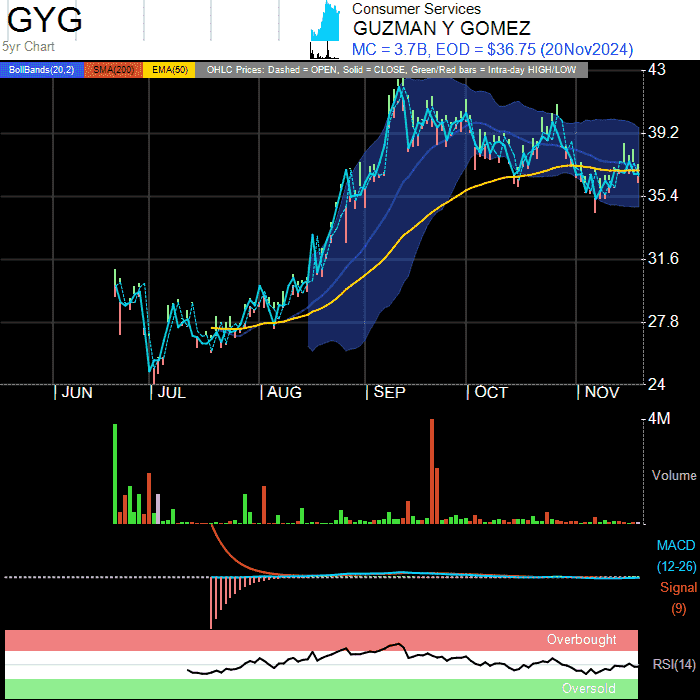 GYG
5yr Chart
Consumer Services
GUZMAN Y GOMEZ
MC = 3.7B, EOD = $36.75 (20Nov2024)
BollBands(20,2) SMA(200) EMA(50) OHLC Prices: Dashed = OPEN, Solid = CLOSE, Green/Red bars = Intra-day HIGH/LOW
43
39.2
35.4
31.6
27.8
24
JUN JUL AUG SEP OCT NOV
4M
Volume
MACD
(12-26)
Signal
(9)
Overbought
RSI(14)
Oversold